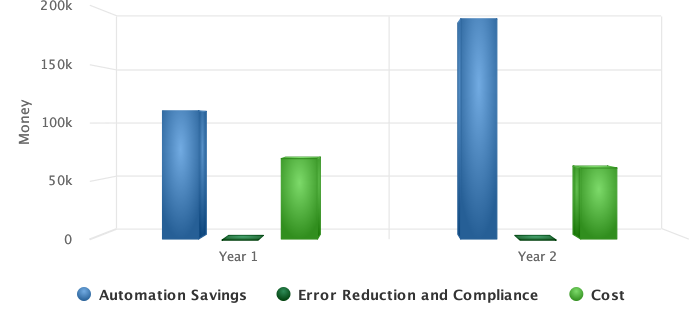 200k
150k
100k
50k
0
Money
Year 1
Year 2
Automation Savings
Error Reduction and Compliance
Cost